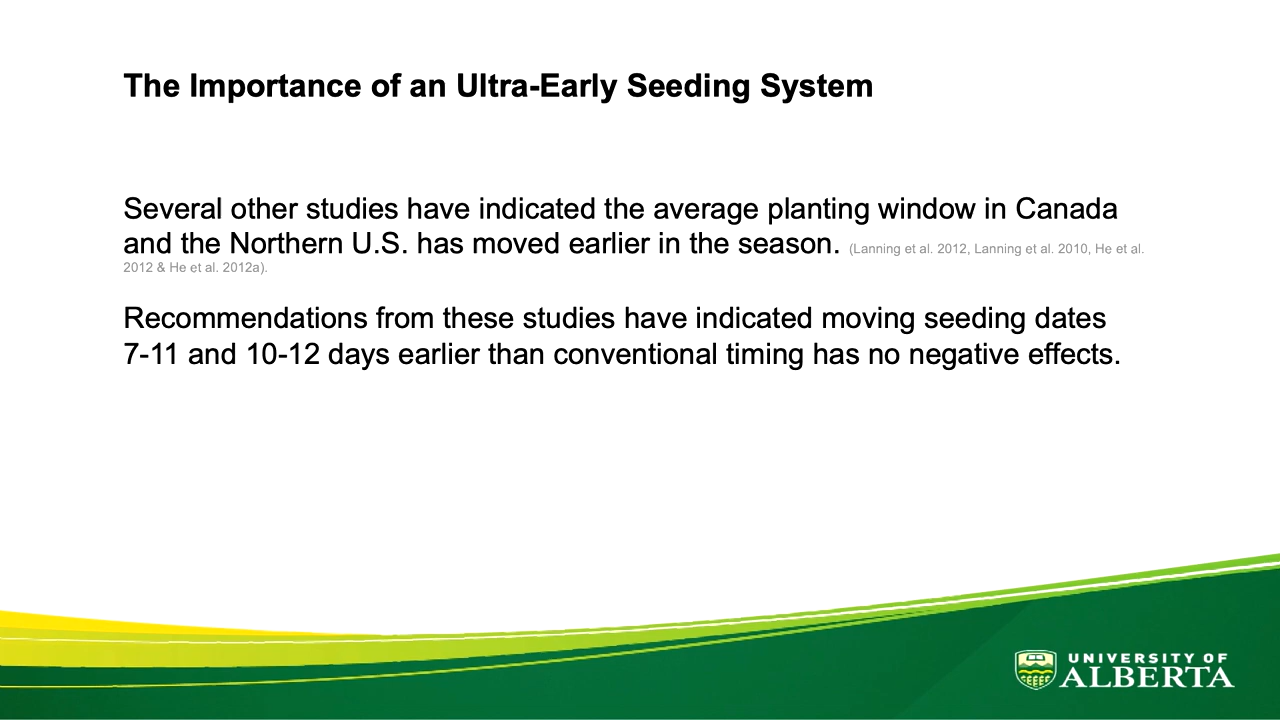 The Importance of an Ultra-Early Seeding System
Several other studies have indicated the average planting window in Canada
and the Northern U.S. has moved earlier in the season. (Lanning et al. 2012, Lanning et al. 2010, He et al.
2012 & He et al. 2012a).
Recommendations from these studies have indicated moving seeding dates
7-11 and 10-12 days earlier than conventional timing has no negative effects.
UNIVERSITY OF
ALBERTA